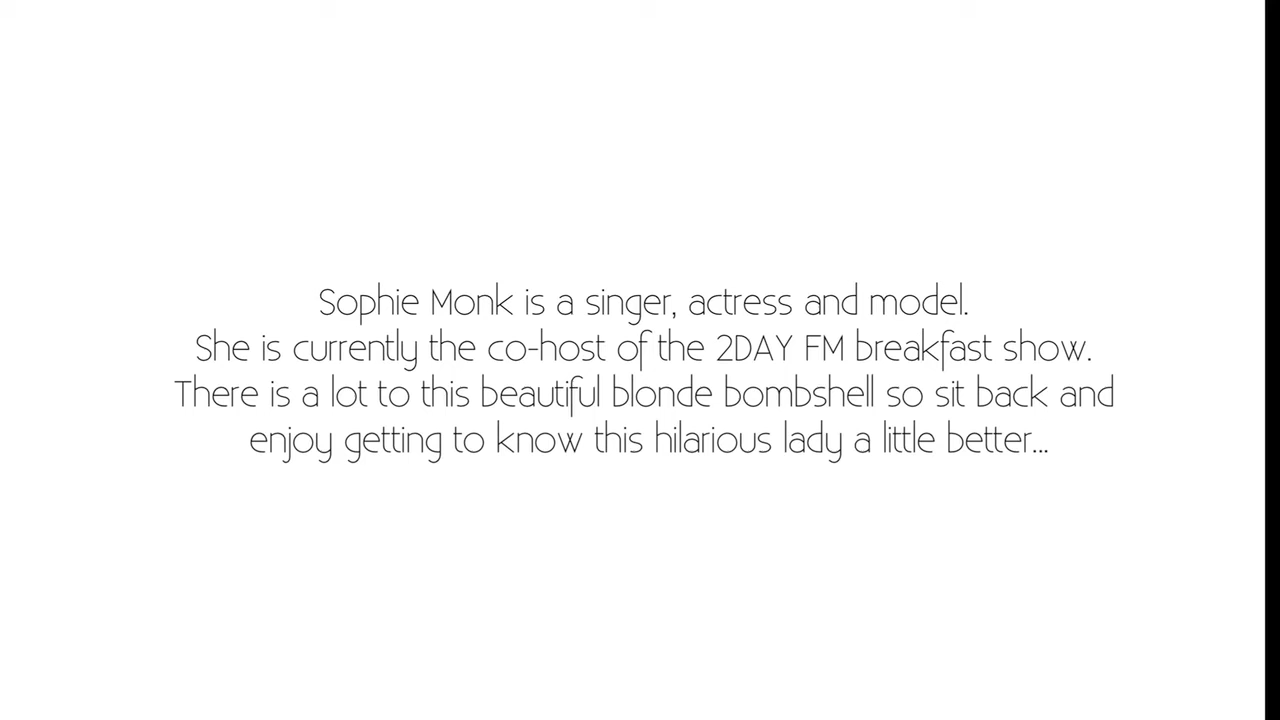 Sophie Monk is a singer, actress and model.
She is currently the co-host of the 2DAY FM breakfast show.
There is a lot to this beautiful blonde bombshell so sit back and
enjoy getting to know this hilarious lady a little better...